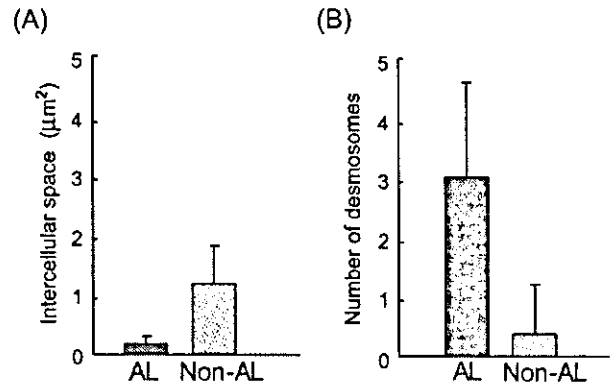 (A)
Intercellular space (μm²)
5
4
3
2
1
0
AL Non-AL
(B)
Number of desmosomes
5
4
3
2
1
0
AL Non-AL